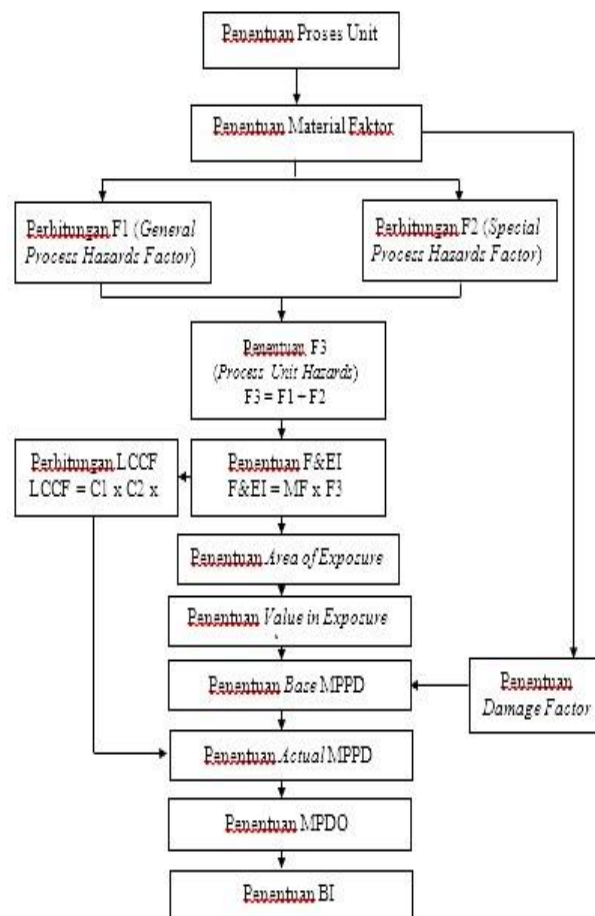 Penentuan Proses Unit
Penentuan Material Faktor
Perhitungan F1 (General
Process Hazards Factor)
Perhitungan F2 (Special
Process Hazards Factor)
Penentuan F3
(Process Unit Hazards)
F3 = F1 + F2
Perhitungan LCCF
LCCF = C1 x C2 x
Penentuan F&EI
F&EI = MF x F3
Penentuan Area of Exposure
Penentuan Value in Exposure
Penentuan Base MPPD
Penentuan
Damage Factor
Penentuan Actual MPPD
Penentuan MPDO
Penentuan BI